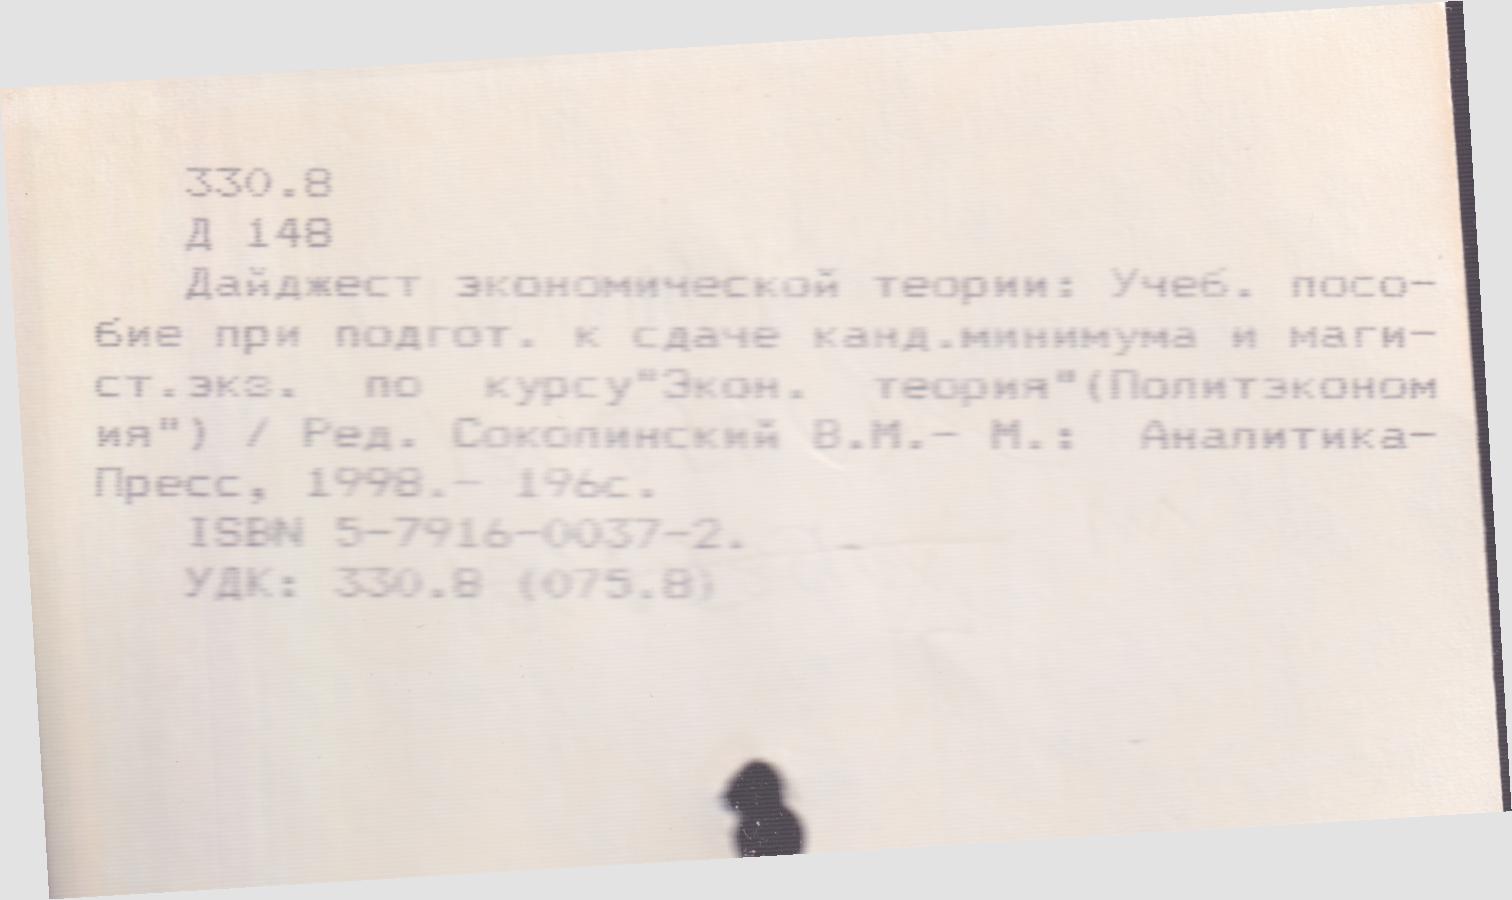 330.8
Д 148
Дайджест экономической теории: Учеб. посо-
бие при подгот. к сдаче канд.минимума и маги-
ст.экз. по курсу"Экон. теория"(Политэконом
ия") / Ред. Соколинский В.М.- М.: Аналитика-
Пресс, 1998.- 196с.
ISBN 5-7916-0037-2.
УДК: 330.8 (075.8)